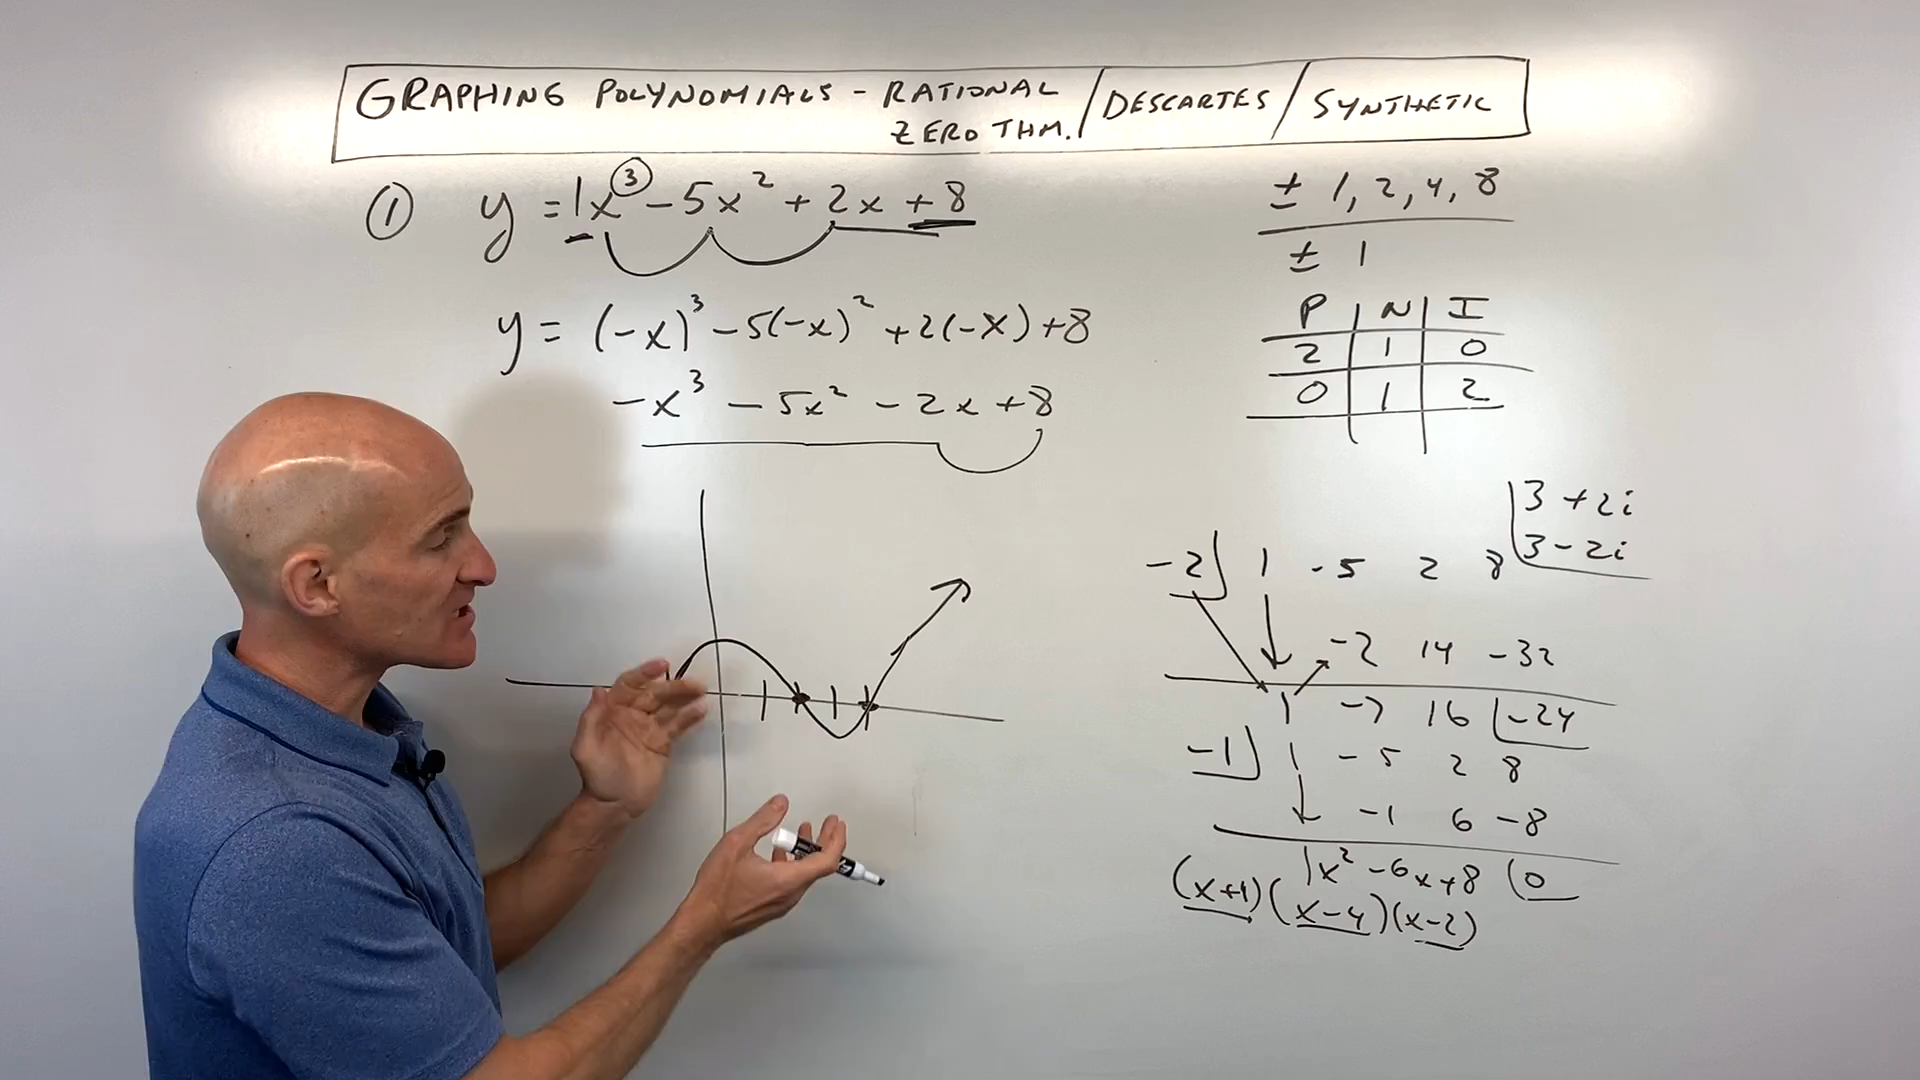 GRAPHING POLYNOMIALS - RATIONAL ZERO THM. / DESCARTES / SYNTHETIC
① y = 1x³ - 5x² + 2x + 8
y = (-x)³ - 5(-x)² + 2(-x) + 8
-x³ - 5x² - 2x + 8
± 1, 2, 4, 8
± 1
P | N | I
2 | 1 | 0
0 | 1 | 2
3 + 2i
3 - 2i
-2 | 1 -5 2 8
-2 14 -32
1 -7 16 | -24
-1 | 1 -5 2 8
-1 6 -8
1x² - 6x + 8 | 0
(x+1)(x-4)(x-2)